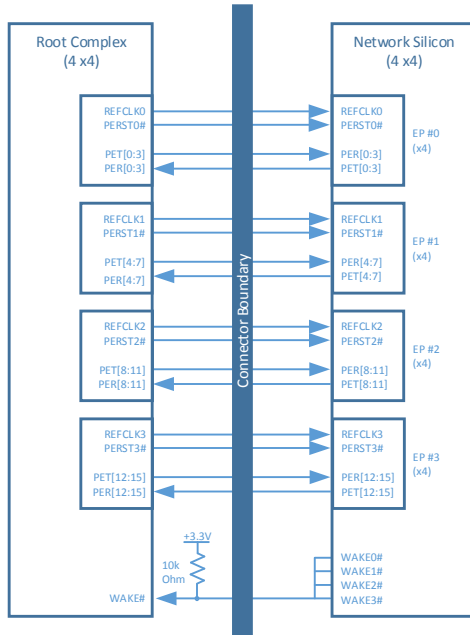 Root Complex
(4 x4)
REFCLK0
PERST0#
PET[0:3]
PER[0:3]
REFCLK1
PERST1#
PET[4:7]
PER[4:7]
REFCLK2
PERST2#
PET[8:11]
PER[8:11]
REFCLK3
PERST3#
PET[12:15]
PER[12:15]
+3.3V
10k
Ohm
WAKE#
Connector Boundary
Network Silicon
(4 x4)
REFCLK0
PERST0#
PER[0:3]
PET[0:3]
EP #0
(x4)
REFCLK1
PERST1#
PER[4:7]
PET[4:7]
EP #1
(x4)
REFCLK2
PERST2#
PER[8:11]
PET[8:11]
EP #2
(x4)
REFCLK3
PERST3#
PER[12:15]
PET[12:15]
EP #3
(x4)
WAKE0#
WAKE1#
WAKE2#
WAKE3#